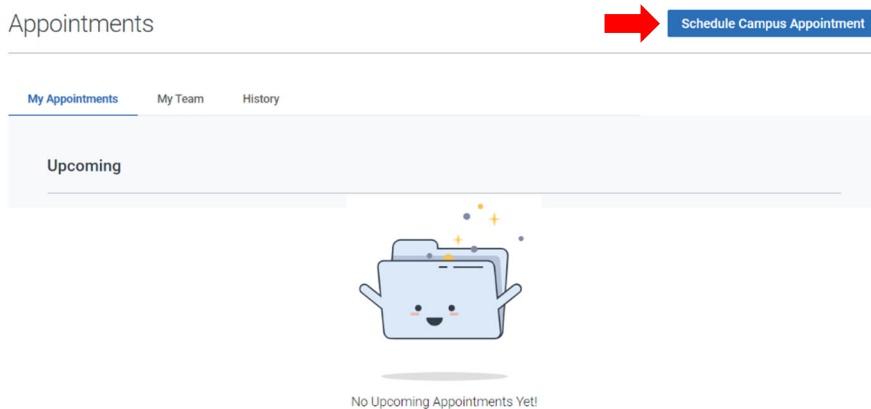 Appointments
Schedule Campus Appointment
My Appointments My Team History
Upcoming
No Upcoming Appointments Yet!